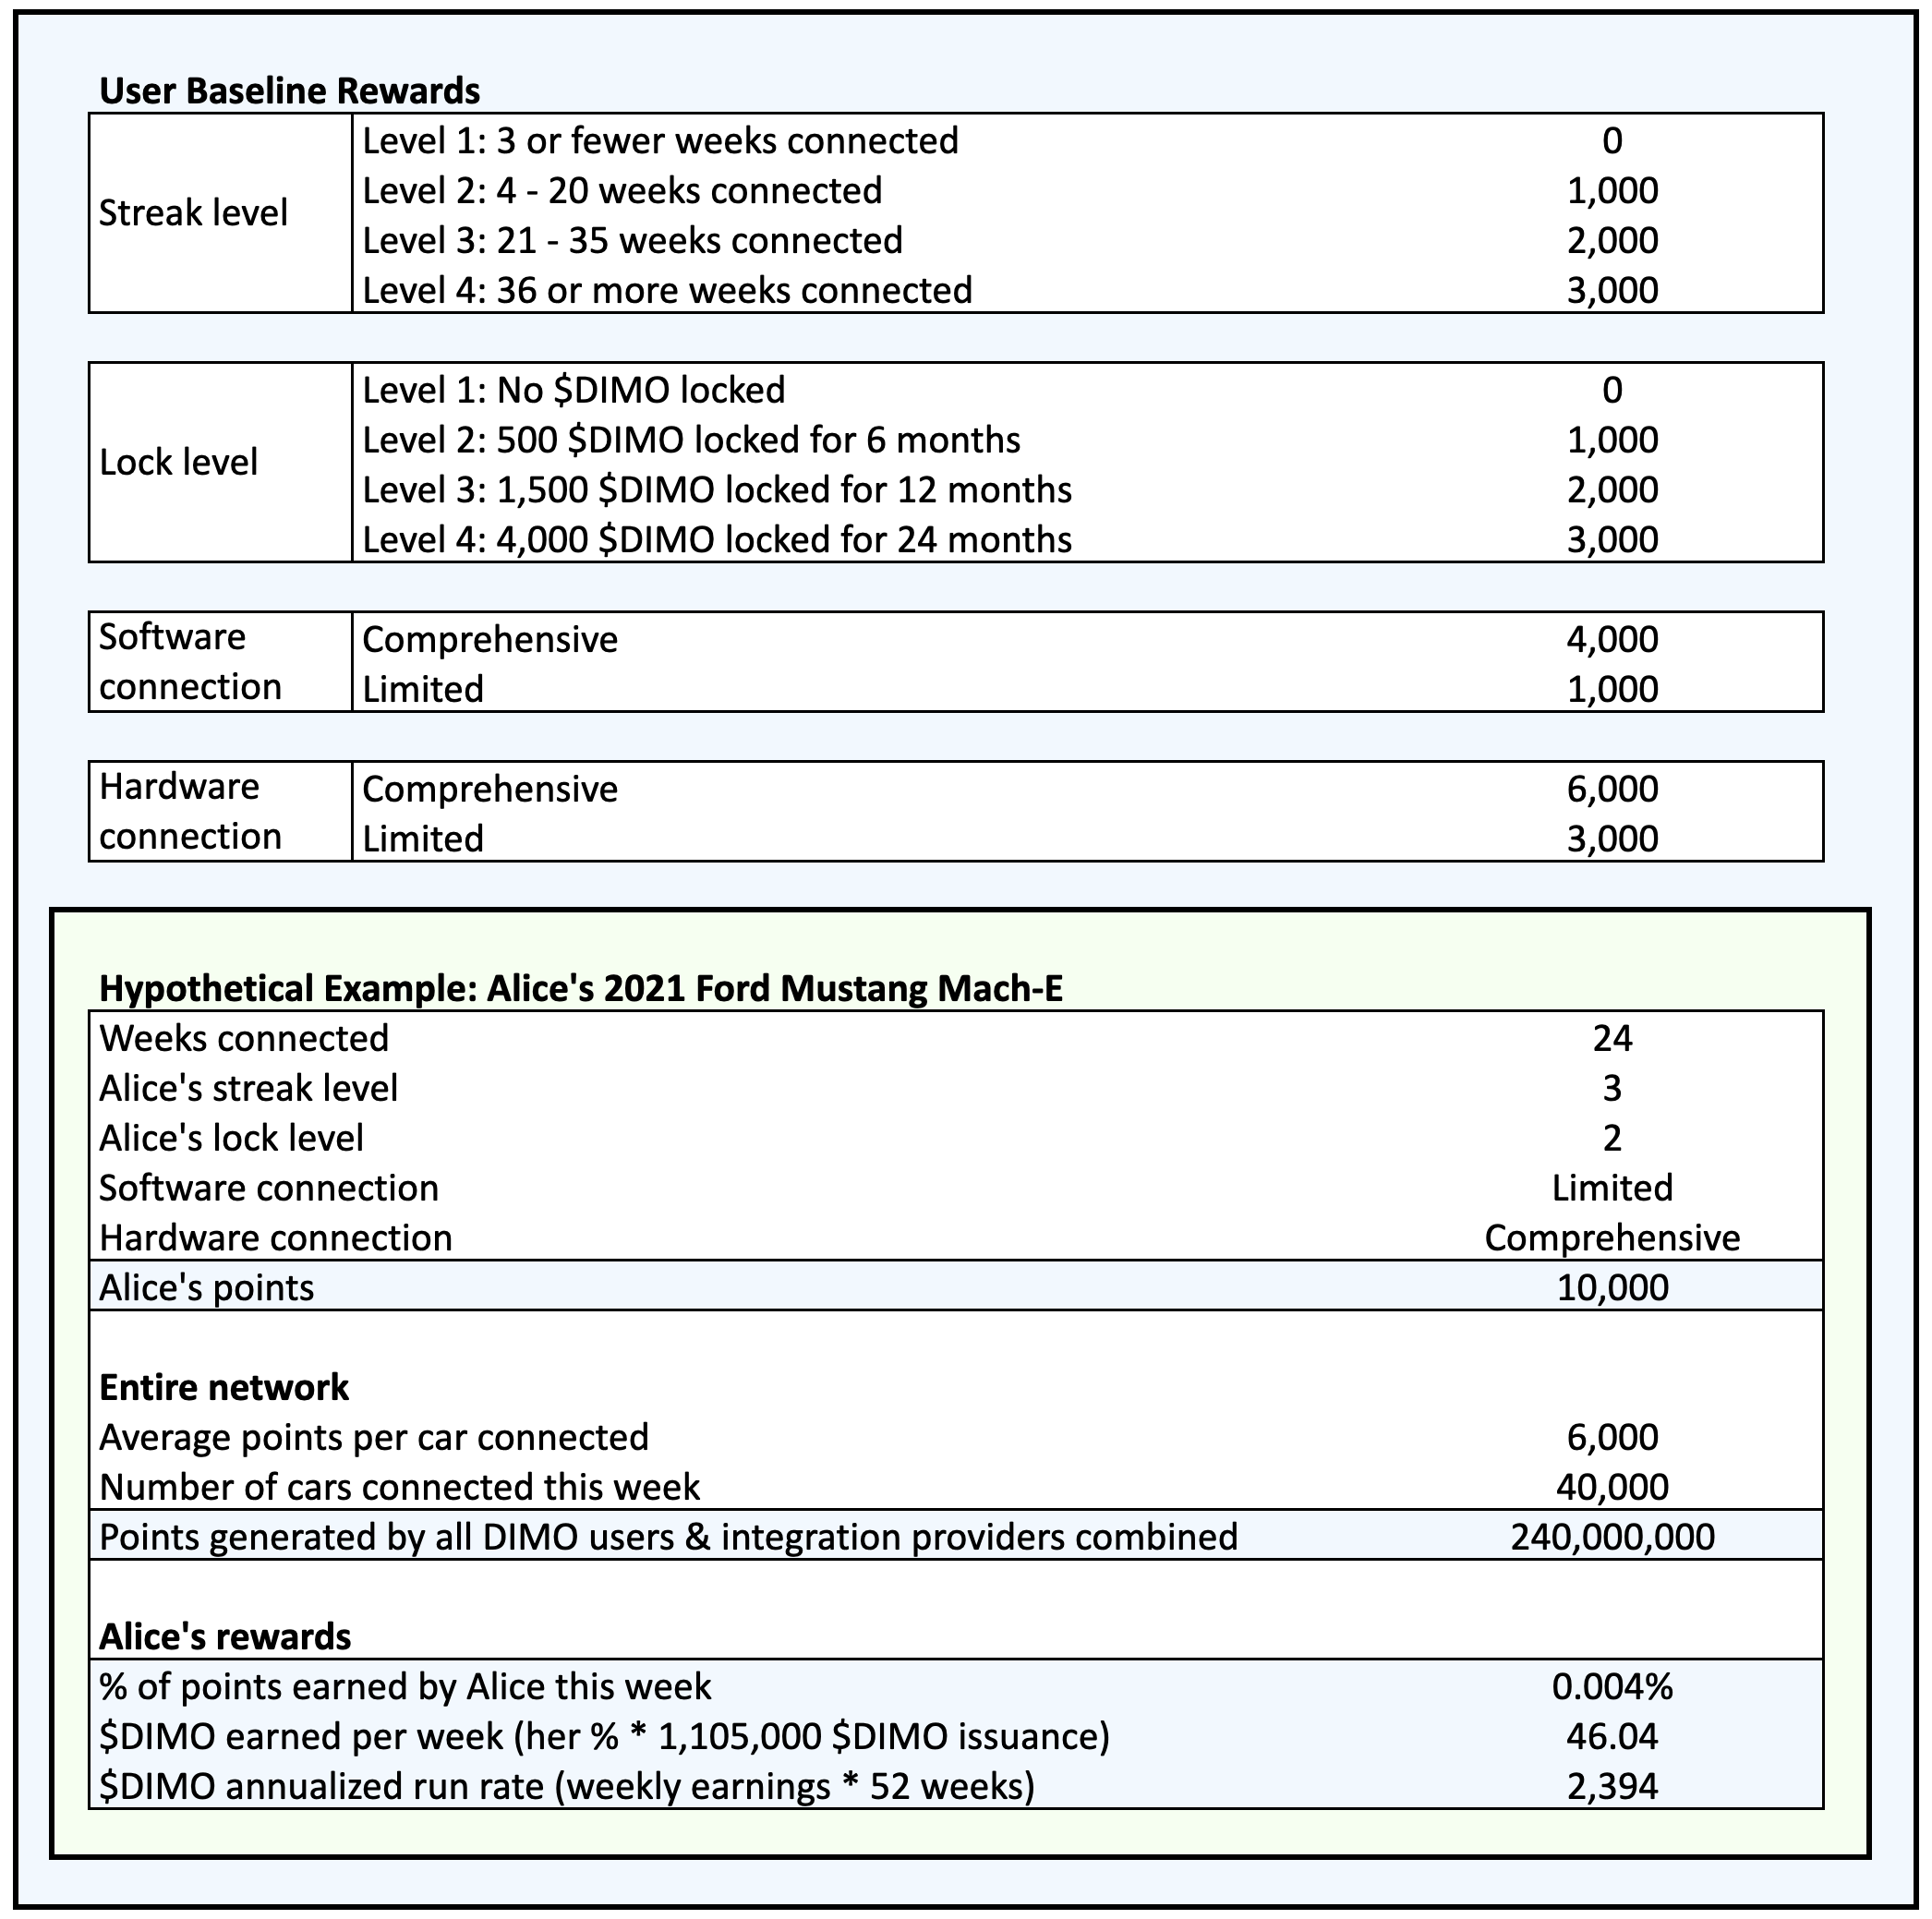 User Baseline Rewards
Streak level
Level 1: 3 or fewer weeks connected 0
Level 2: 4 - 20 weeks connected 1,000
Level 3: 21 - 35 weeks connected 2,000
Level 4: 36 or more weeks connected 3,000
Lock level
Level 1: No $DIMO locked 0
Level 2: 500 $DIMO locked for 6 months 1,000
Level 3: 1,500 $DIMO locked for 12 months 2,000
Level 4: 4,000 $DIMO locked for 24 months 3,000
Software
connection
Comprehensive 4,000
Limited 1,000
Hardware
connection
Comprehensive 6,000
Limited 3,000
Hypothetical Example: Alice's 2021 Ford Mustang Mach-E
Weeks connected 24
Alice's streak level 3
Alice's lock level 2
Software connection Limited
Hardware connection Comprehensive
Alice's points 10,000
Entire network
Average points per car connected 6,000
Number of cars connected this week 40,000
Points generated by all DIMO users & integration providers combined 240,000,000
Alice's rewards
% of points earned by Alice this week 0.004%
$DIMO earned per week (her % * 1,105,000 $DIMO issuance) 46.04
$DIMO annualized run rate (weekly earnings * 52 weeks) 2,394